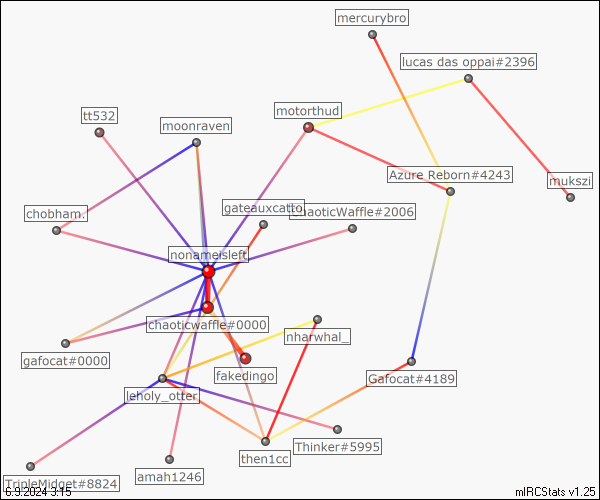 mercurybro
lucas das oppai#2396
motorthud
tt532
moonraven
Azure Reborn#4243
mukszi
chobham.
gateauxcatto
chaoticWaffle#2006
nonameisleft
chaoticwaffle#0000
nharwhal_
gafocat#0000
fakedingo
Gafocat#4189
leholy_otter
Thinker#5995
then1cc
TripleMidget#8824
amah1246
6.9.2024 3:15
mIRCStats v1.25